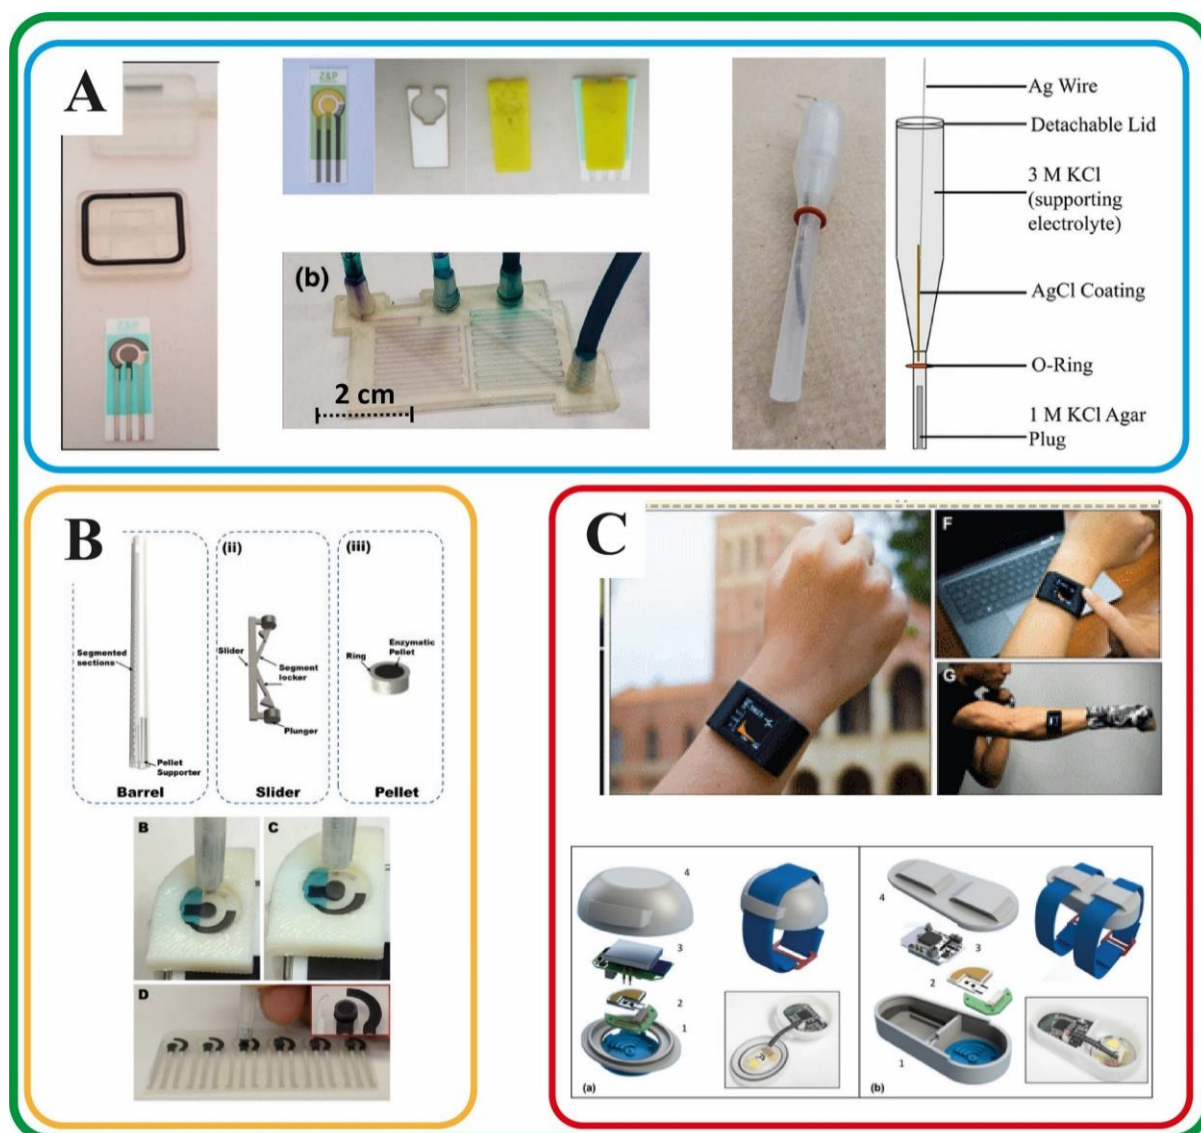 A
Z&P
Z&P
(b)
2 cm
Ag Wire
Detachable Lid
3 M KCl
(supporting
electrolyte)
AgCl Coating
O-Ring
1 M KCl Agar
Plug
B
Segmented
sections
Pellet
Supporter
Barrel
(ii)
Slider
Segment
locker
Plunger
Slider
(iii)
Ring
Enzymatic
Pellet
Pellet
B
C
D
C
F
G
4
3
2
1
(a)
4
3
2
1
(b)